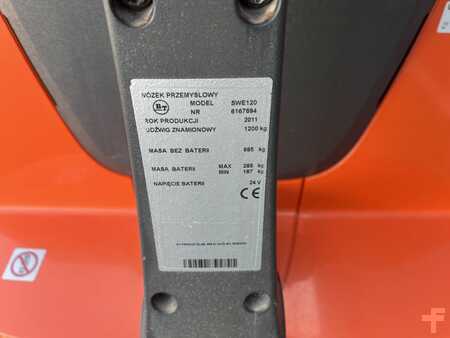 WÓZEK PRZEMYSŁOWY
BT MODEL SWE120
NR 6167694
ROK PRODUKCJI 2011
UDŹWIG ZNAMIONOWY 1200 kg
MASA BEZ BATERII 695 kg
MASA BATERII MAX 285 kg
MIN 187 kg
NAPIĘCIE BATERII 24 V
CE